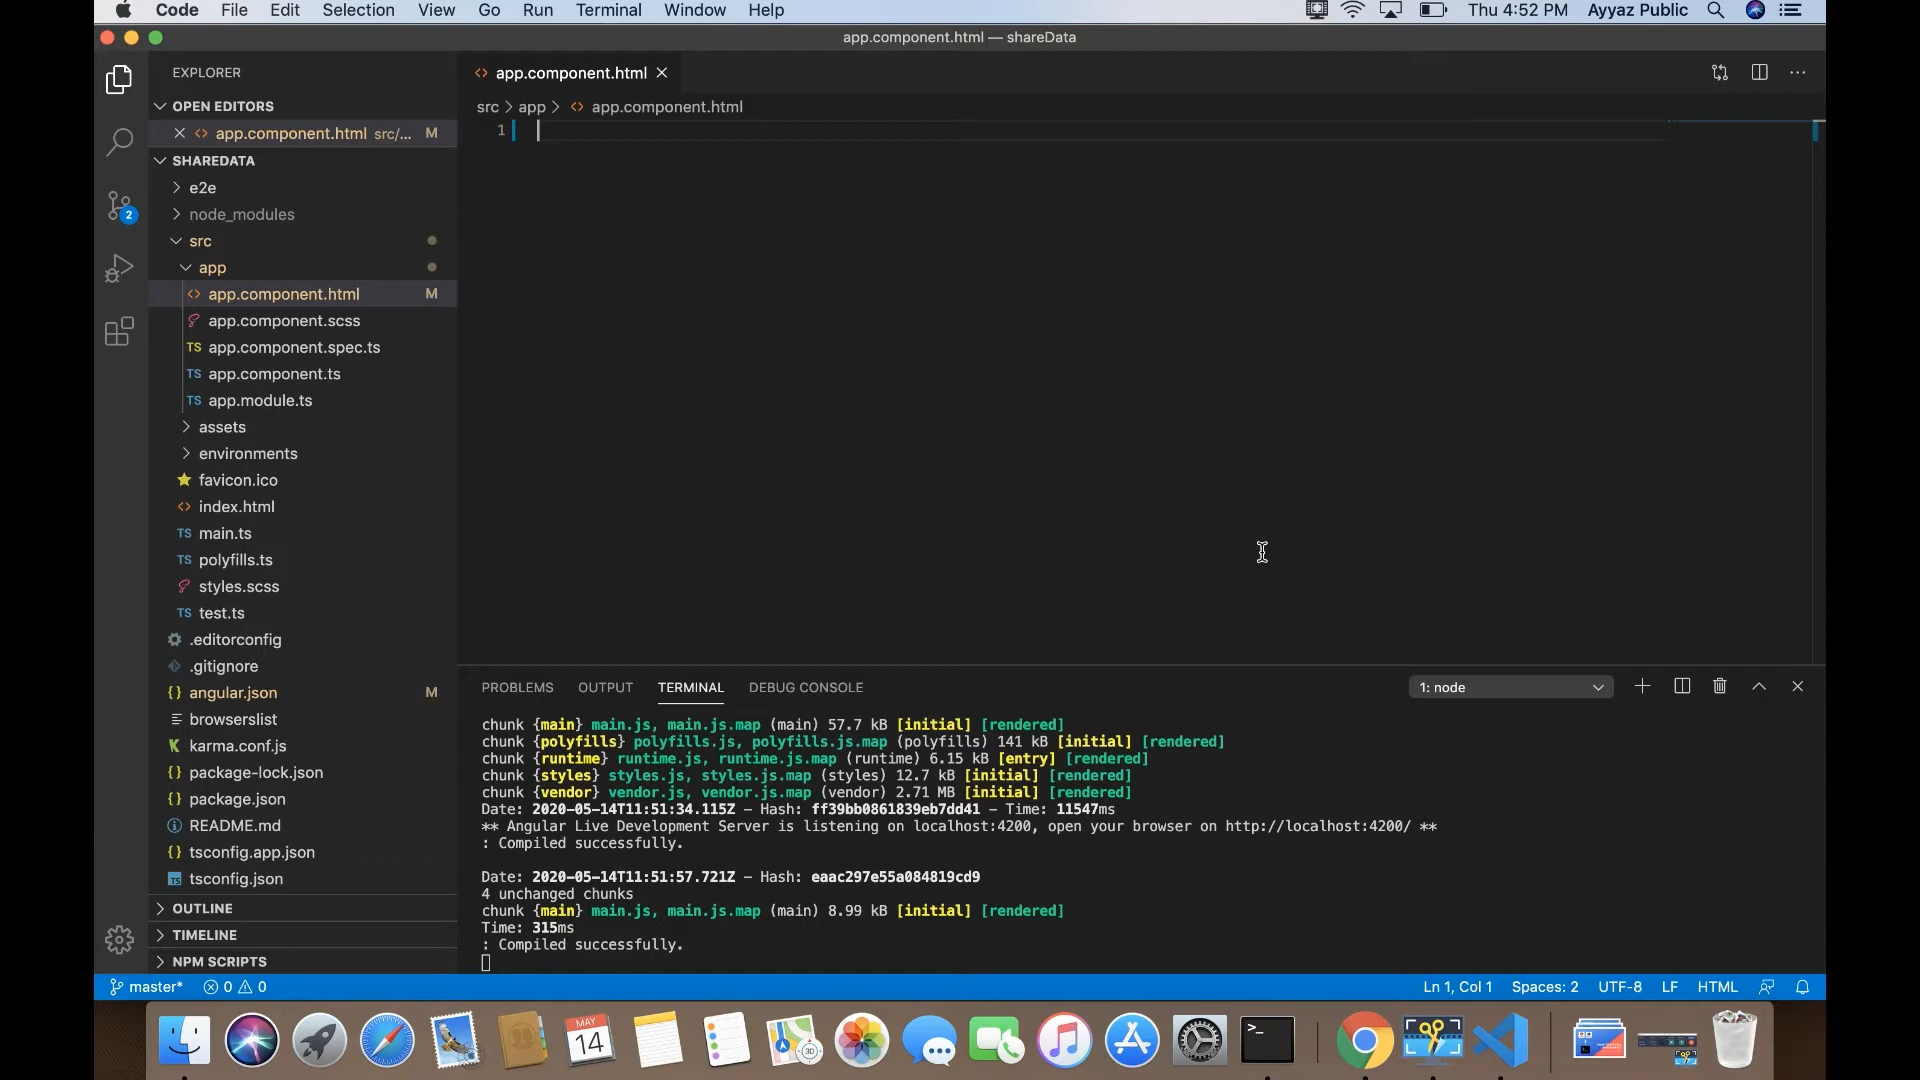 Code File Edit Selection View Go Run Terminal Window Help Thu 4:52 PM Ayyaz Public
app.component.html — shareData
EXPLORER
app.component.html
OPEN EDITORS
src > app > app.component.html
app.component.html src/... M
1
SHAREDATA
e2e
node_modules
2
src
app
app.component.html M
app.component.scss
TS app.component.spec.ts
TS app.component.ts
TS app.module.ts
assets
environments
favicon.ico
index.html
TS main.ts
TS polyfills.ts
styles.scss
TS test.ts
.editorconfig
.gitignore
{} angular.json M
browserslist
K karma.conf.js
{} package-lock.json
{} package.json
README.md
{} tsconfig.app.json
TS tsconfig.json
OUTLINE
TIMELINE
NPM SCRIPTS
PROBLEMS OUTPUT TERMINAL DEBUG CONSOLE 1: node
chunk {main} main.js, main.js.map (main) 57.7 kB [initial] [rendered]
chunk {polyfills} polyfills.js, polyfills.js.map (polyfills) 141 kB [initial] [rendered]
chunk {runtime} runtime.js, runtime.js.map (runtime) 6.15 kB [entry] [rendered]
chunk {styles} styles.js, styles.js.map (styles) 12.7 kB [initial] [rendered]
chunk {vendor} vendor.js, vendor.js.map (vendor) 2.71 MB [initial] [rendered]
Date: 2020-05-14T11:51:34.115Z - Hash: ff39bb0861839eb7dd41 - Time: 11547ms
** Angular Live Development Server is listening on localhost:4200, open your browser on http://localhost:4200/ **
: Compiled successfully.
Date: 2020-05-14T11:51:57.721Z - Hash: eaac297e55a084819cd9
4 unchanged chunks
chunk {main} main.js, main.js.map (main) 8.99 kB [initial] [rendered]
Time: 315ms
: Compiled successfully.
master* 0 0 Ln 1, Col 1 Spaces: 2 UTF-8 LF HTML
MAY
14
3D
>_